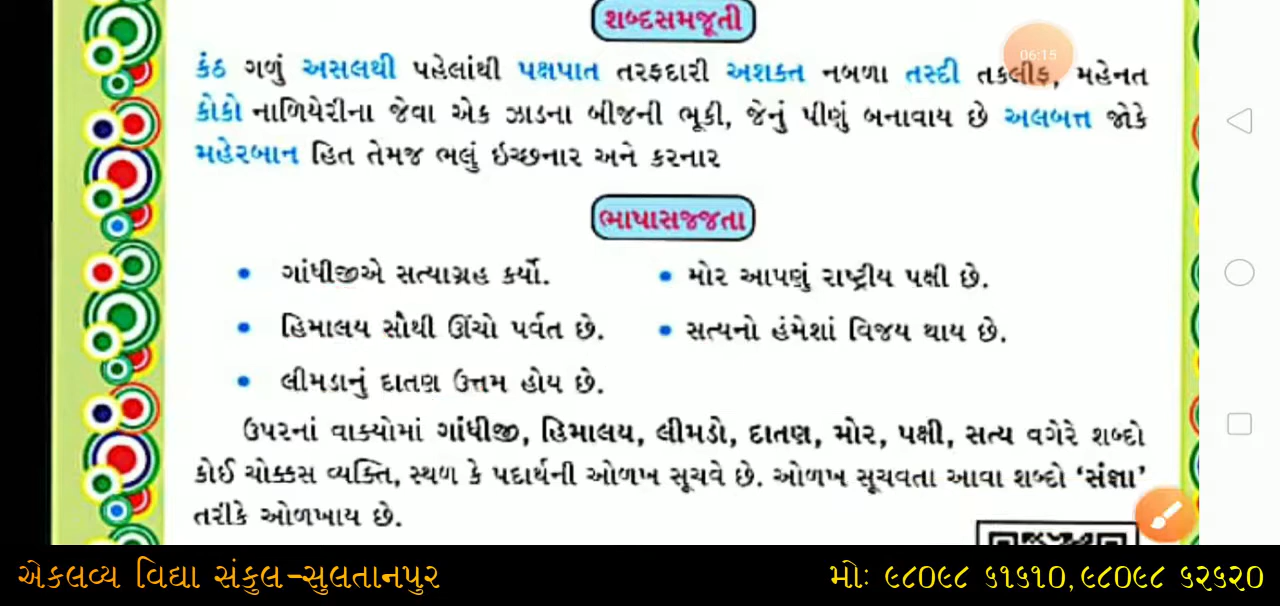 શબ્દસમજૂતી
06:15
કંઠ ગળું અસલથી પહેલાંથી પક્ષપાત તરફદારી અશક્ત નબળા તસ્દી તકલીફ, મહેનત
કોકો નાળિયેરીના જેવા એક ઝાડના બીજની ભૂકી, જેનું પીણું બનાવાય છે અલબત્ત જોકે
મહેરબાન હિત તેમજ ભલું ઇચ્છનાર અને કરનાર
ભાષાસજ્જતા
• ગાંધીજીએ સત્યાગ્રહ કર્યો. • મોર આપણું રાષ્ટ્રીય પક્ષી છે.
• હિમાલય સૌથી ઊંચો પર્વત છે. • સત્યનો હંમેશાં વિજય થાય છે.
• લીમડાનું દાતણ ઉત્તમ હોય છે.
ઉપરનાં વાક્યોમાં ગાંધીજી, હિમાલય, લીમડો, દાતણ, મોર, પક્ષી, સત્ય વગેરે શબ્દો
કોઈ ચોક્કસ વ્યક્તિ, સ્થળ કે પદાર્થની ઓળખ સૂચવે છે. ઓળખ સૂચવતા આવા શબ્દો ‘સંજ્ઞા’
તરીકે ઓળખાય છે.
એકલવ્ય વિદ્યા સંકુલ-સુલતાનપુર મોઃ ૯૮૦૯૮ ૬૧૬૧૦,૯૮૦૯૮ ૬૨૬૨૦